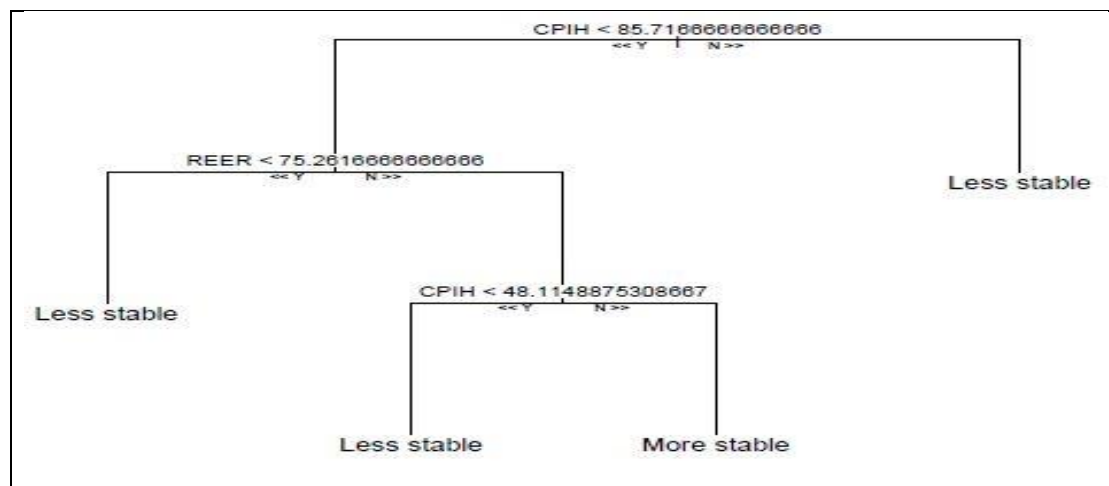 CPIH < 85.7166666666666
<< Y N >>
REER < 75.2616666666666
<< Y N >>
Less stable
CPIH < 48.1148875308667
<< Y N >>
Less stable
Less stable
More stable